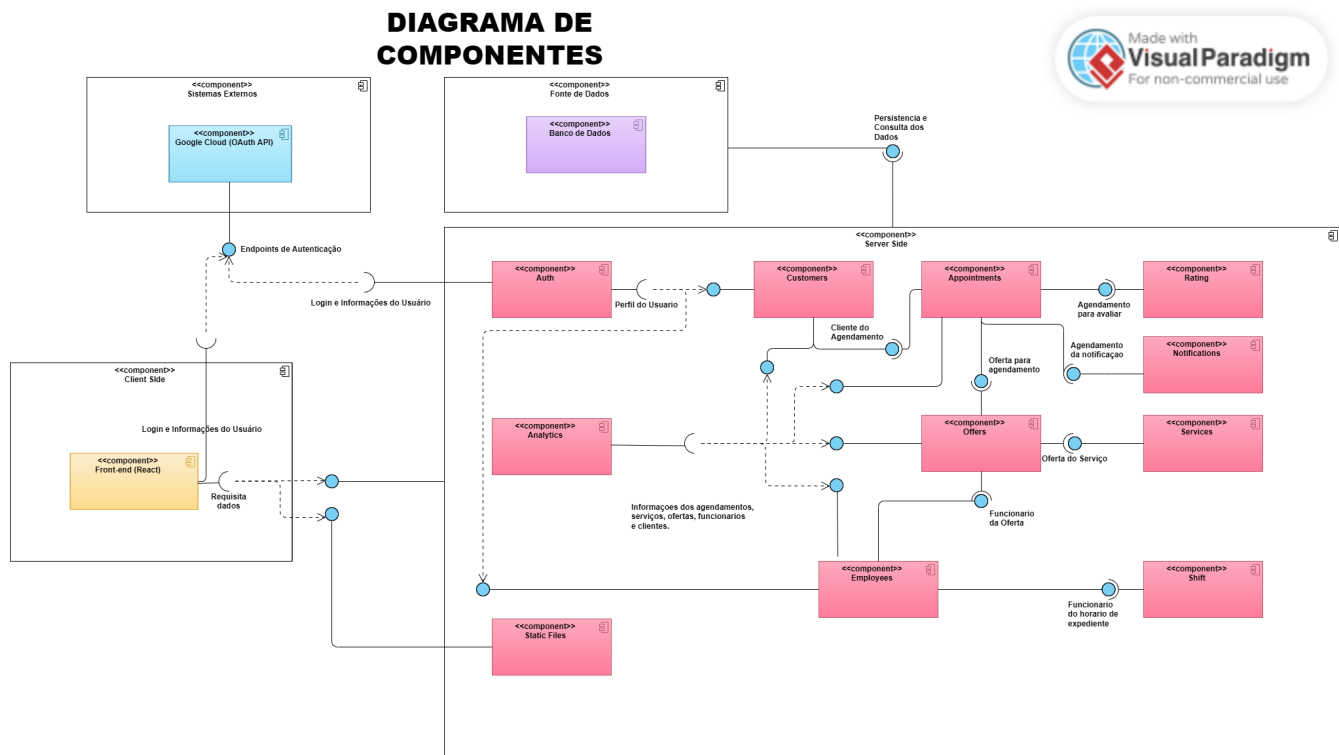 DIAGRAMA DE
COMPONENTES
Made with
Visual Paradigm
For non-commercial use
<<component>>
Sistemas Externos
<<component>>
Google Cloud (OAuth API)
<<component>>
Fonte de Dados
<<component>>
Banco de Dados
Persistencia e
Consulta dos
Dados
Endpoints de Autenticação
Login e Informações do Usuário
<<component>>
Server Side
<<component>>
Auth
Perfil do Usuario
<<component>>
Customers
<<component>>
Appointments
Agendamento
para avaliar
<<component>>
Rating
Cliente do
Agendamento
Oferta para
agendamento
Agendamento
da notificaçao
<<component>>
Notifications
<<component>>
Client SIde
Login e Informações do Usuário
<<component>>
Front-end (React)
Requisita
dados
<<component>>
Analytics
<<component>>
Offers
Oferta do Serviço
<<component>>
Services
Informaçoes dos agendamentos,
serviços, ofertas, funcionarios
e clientes.
Funcionario
da Oferta
<<component>>
Employees
Funcionario
do horario de
expediente
<<component>>
Shift
<<component>>
Static Files